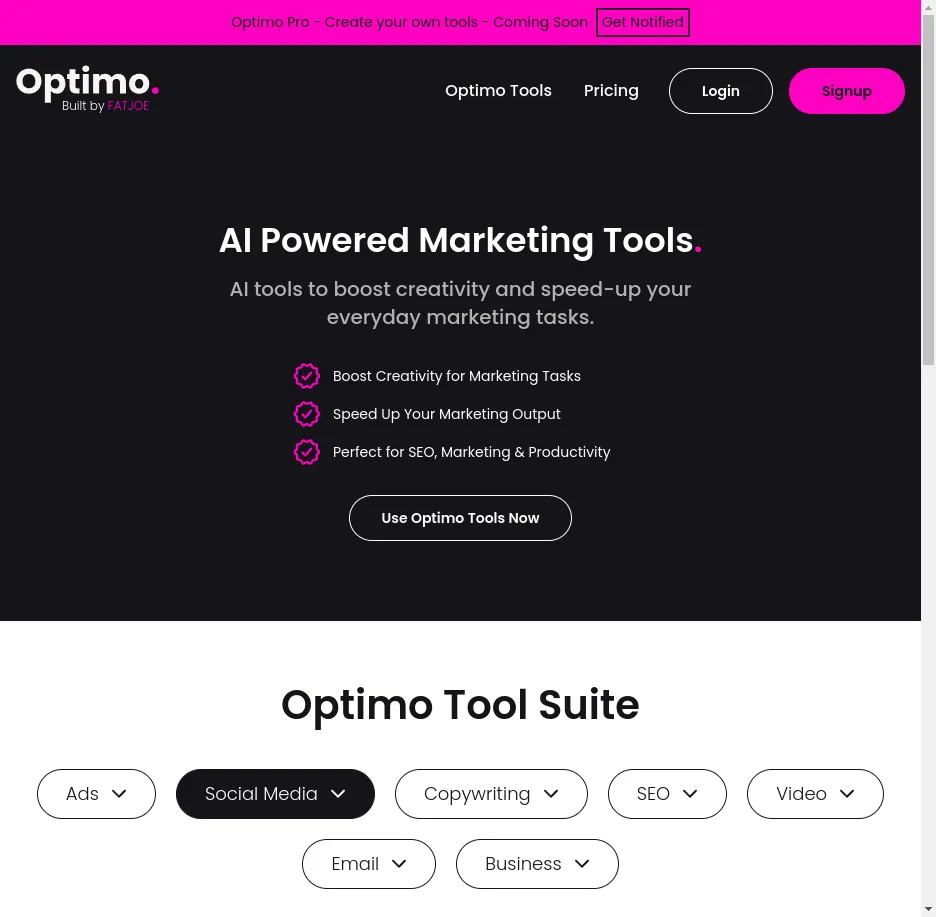 Optimo Pro - Create your own tools - Coming Soon Get Notified
Optimo.
Built by FATJOE
Optimo Tools Pricing Login Signup
AI Powered Marketing Tools.
AI tools to boost creativity and speed-up your
everyday marketing tasks.
Boost Creativity for Marketing Tasks
Speed Up Your Marketing Output
Perfect for SEO, Marketing & Productivity
Use Optimo Tools Now
Optimo Tool Suite
Ads Social Media Copywriting SEO Video
Email Business